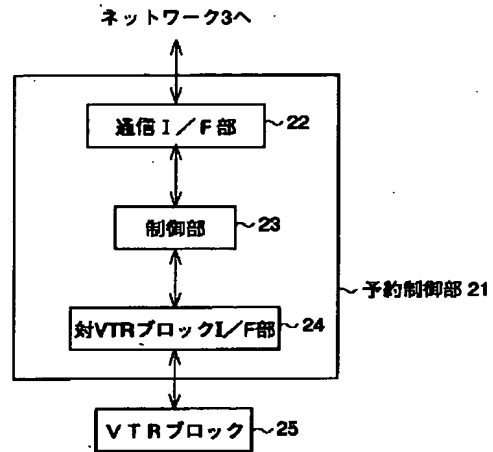 ネットワーク3へ
通信I／F部 22
制御部 23
予約制御部 21
対VTRブロックI／F部 24
VTRブロック 25